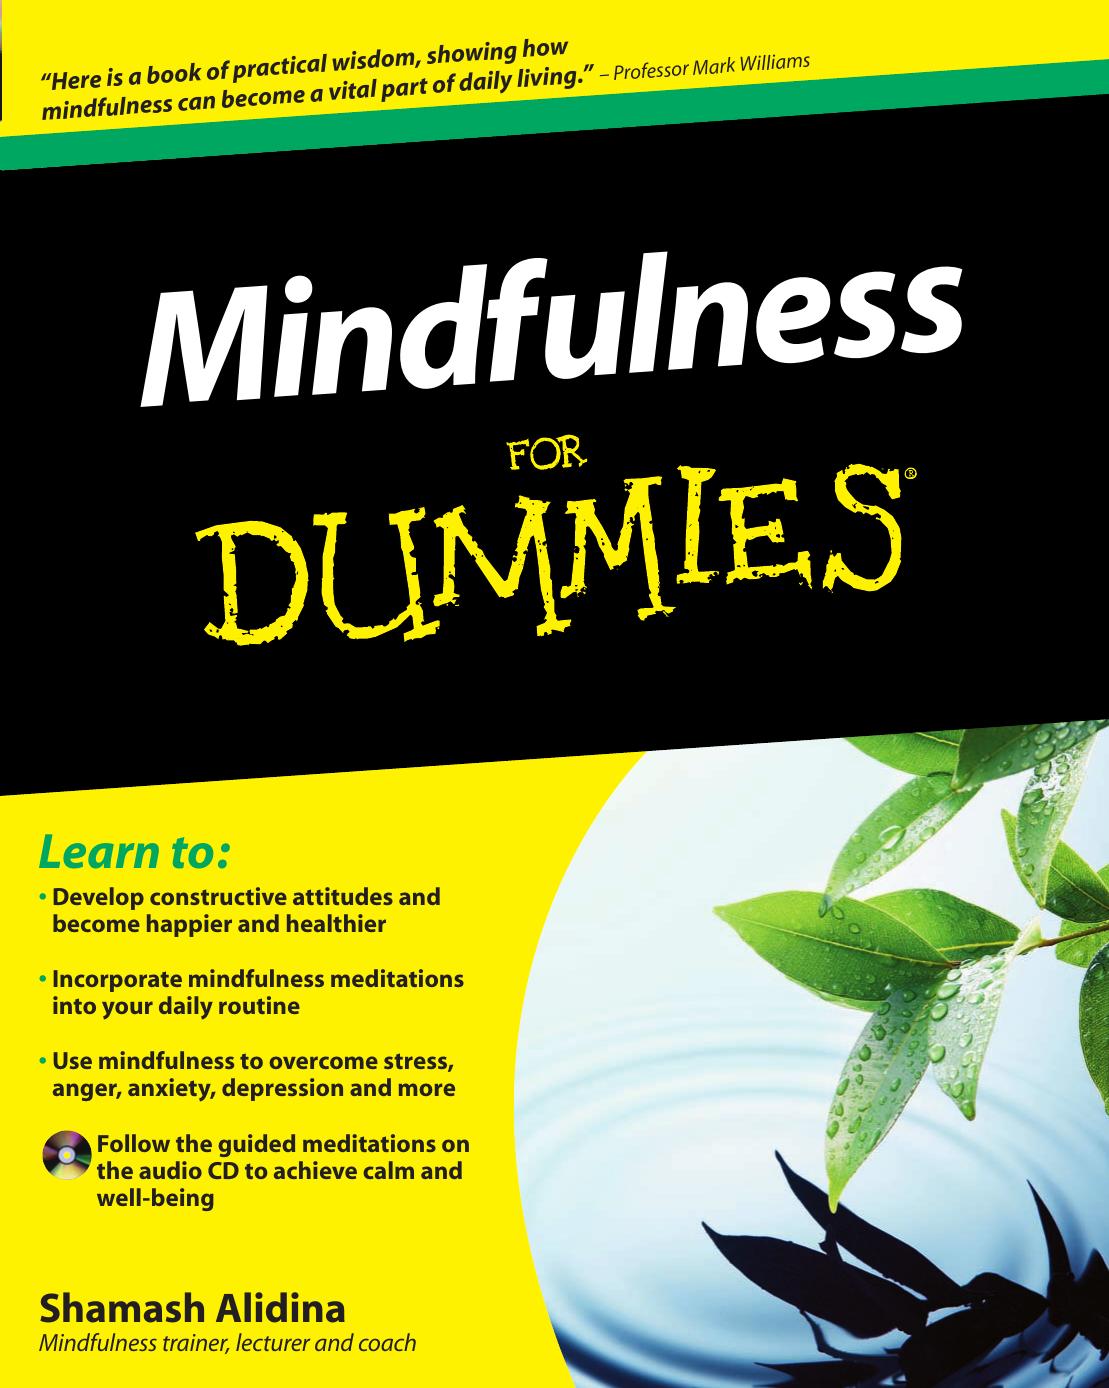 “Here is a book of practical wisdom, showing how
mindfulness can become a vital part of daily living.” – Professor Mark Williams
Mindfulness
FOR
DUMMIES®
Learn to:
• Develop constructive attitudes and
become happier and healthier
• Incorporate mindfulness meditations
into your daily routine
• Use mindfulness to overcome stress,
anger, anxiety, depression and more
Follow the guided meditations on
the audio CD to achieve calm and
well-being
Shamash Alidina
Mindfulness trainer, lecturer and coach